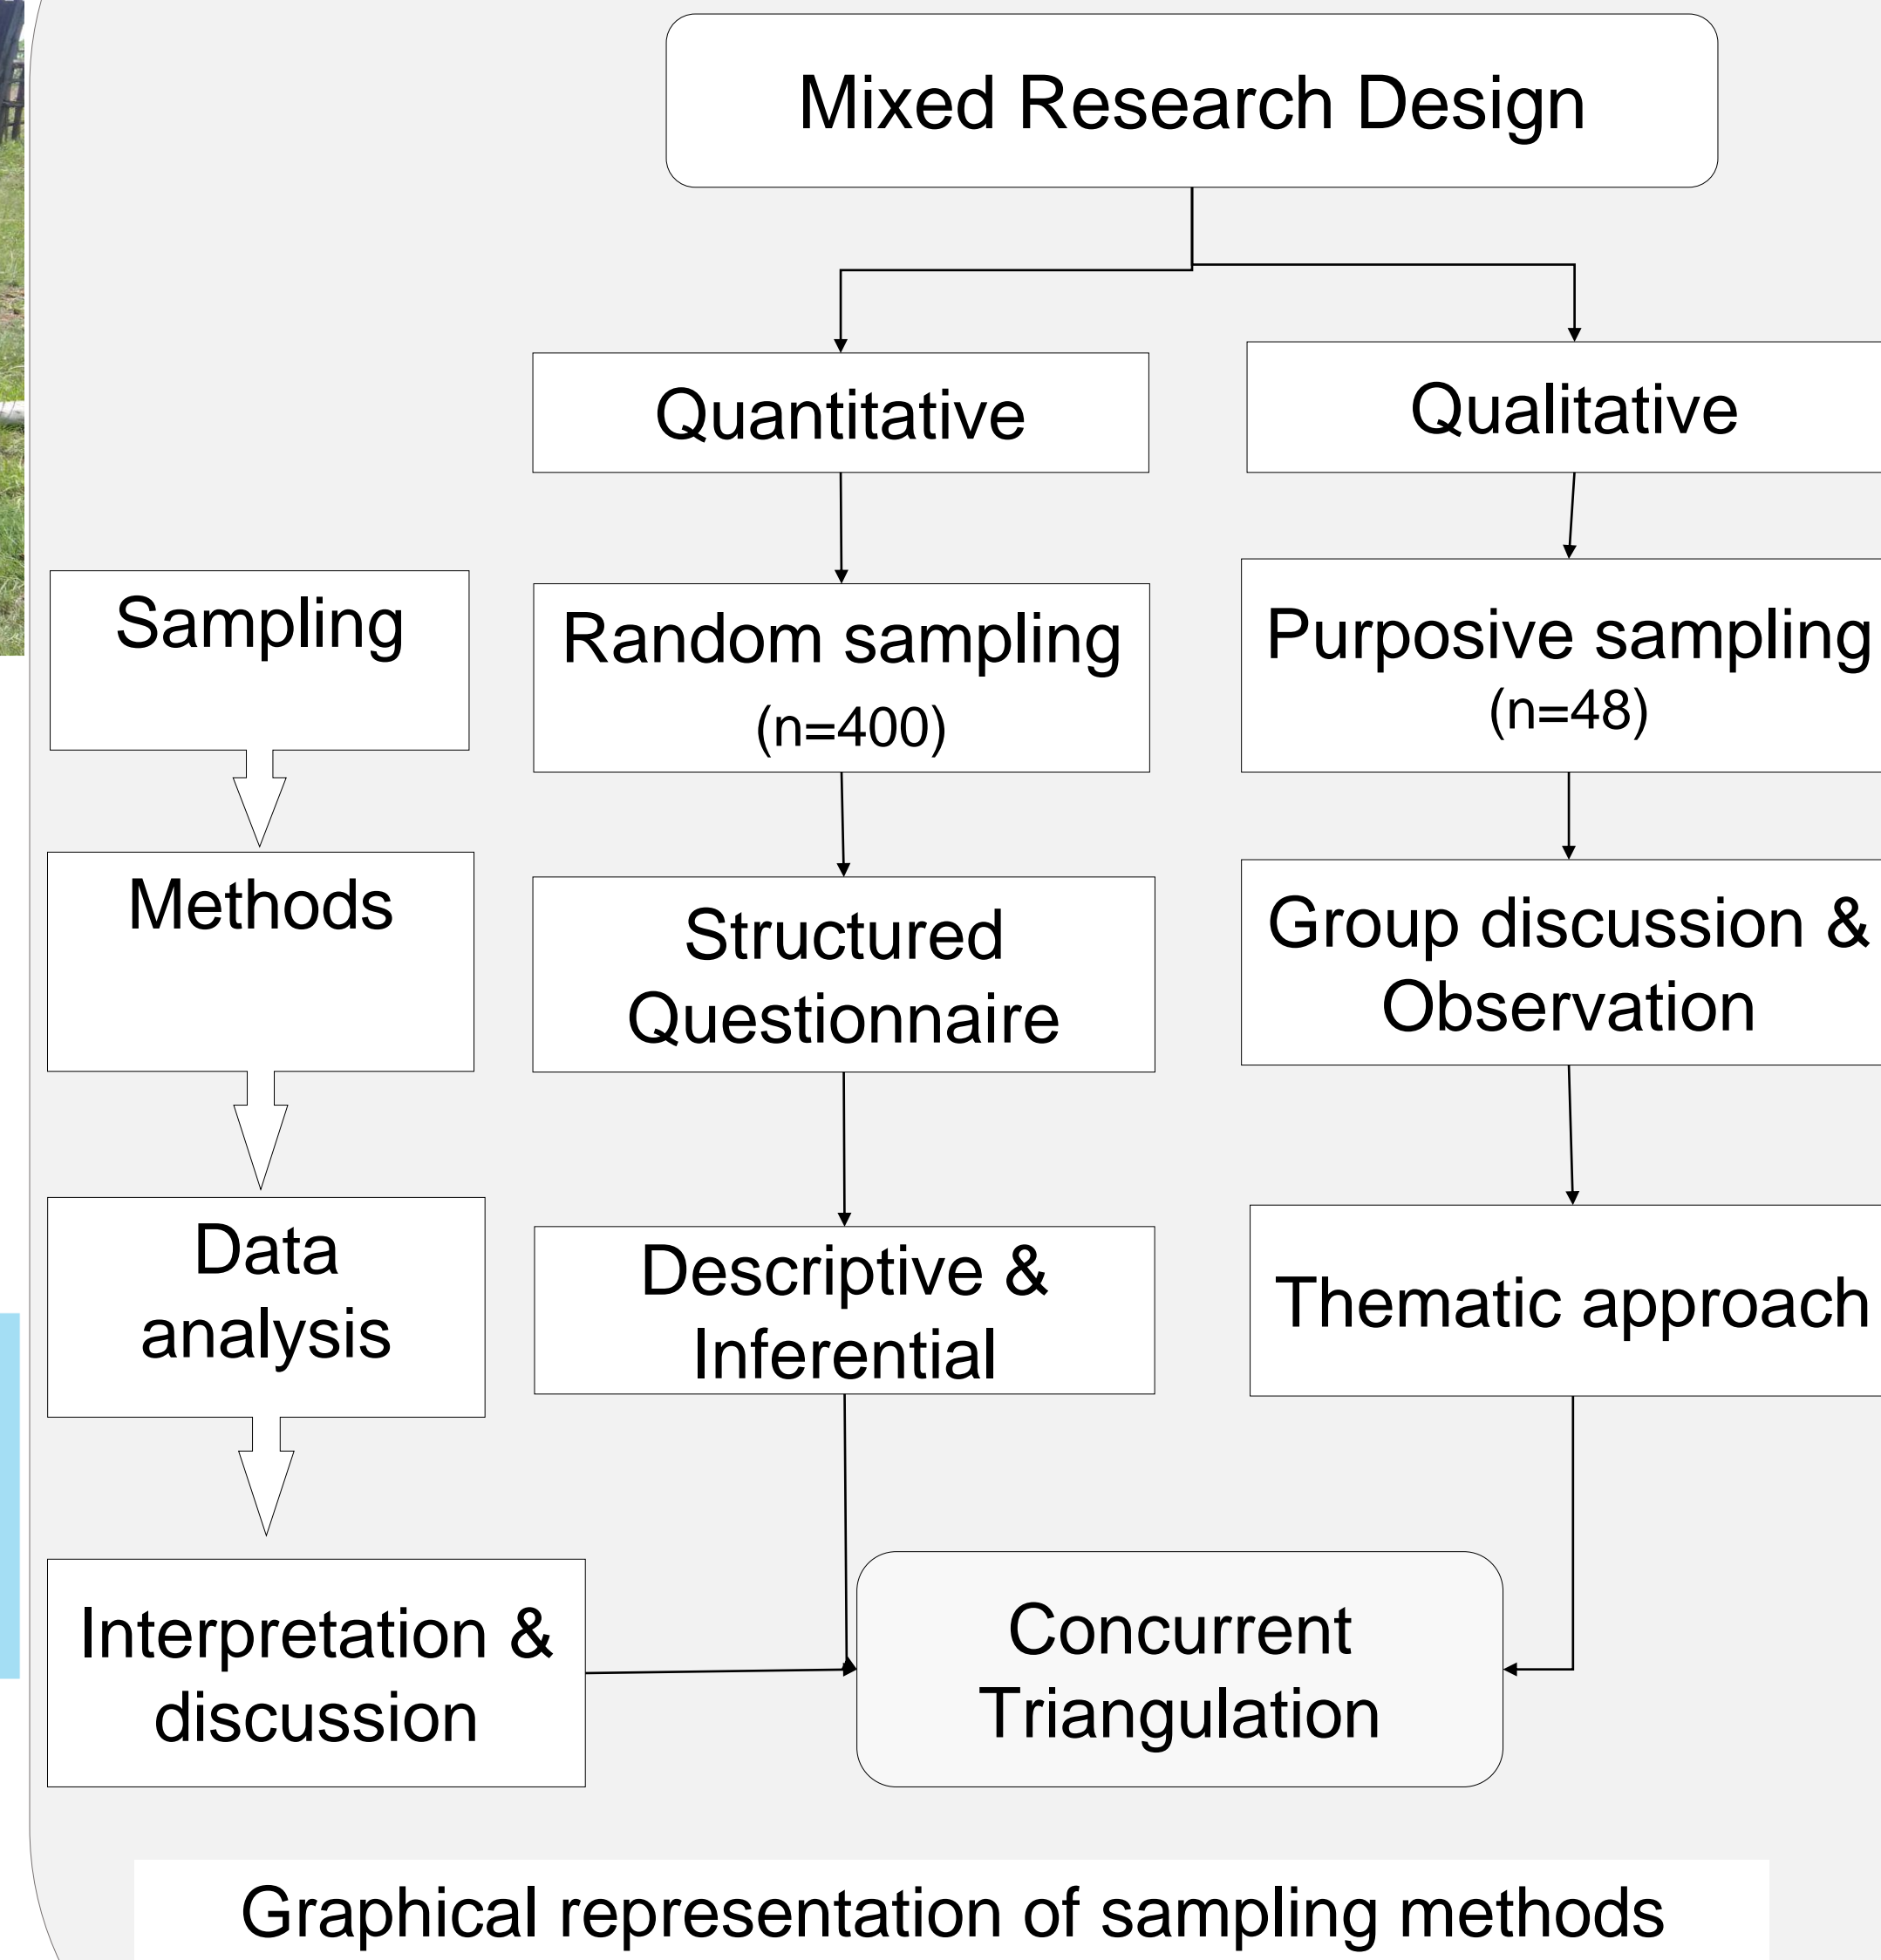 Mixed Research Design
Quantitative
Qualitative
Sampling
Random sampling
(n=400)
Purposive sampling
(n=48)
Methods
Structured
Questionnaire
Group discussion &
Observation
Data
analysis
Descriptive &
Inferential
Thematic approach
Interpretation &
discussion
Concurrent
Triangulation
Graphical representation of sampling methods